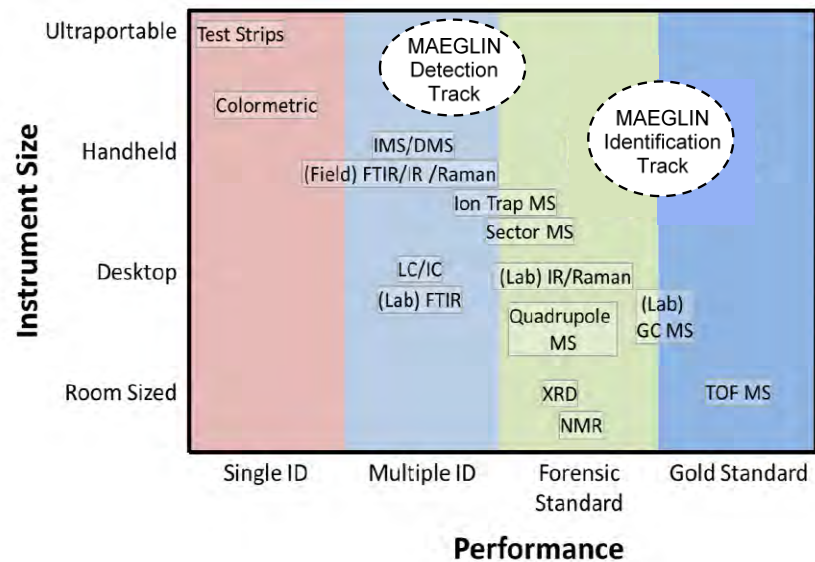 Ultraportable
Test Strips
MAEGLIN
Detection
Track
Colormetric
MAEGLIN
Identification
Track
Handheld
IMS/DMS
(Field) FTIR/IR /Raman
Ion Trap MS
Sector MS
Instrument Size
Desktop
LC/IC
(Lab) IR/Raman
(Lab) FTIR
(Lab)
GC MS
Quadrupole
MS
Room Sized
XRD
TOF MS
NMR
Single ID
Multiple ID
Forensic
Standard
Gold Standard
Performance